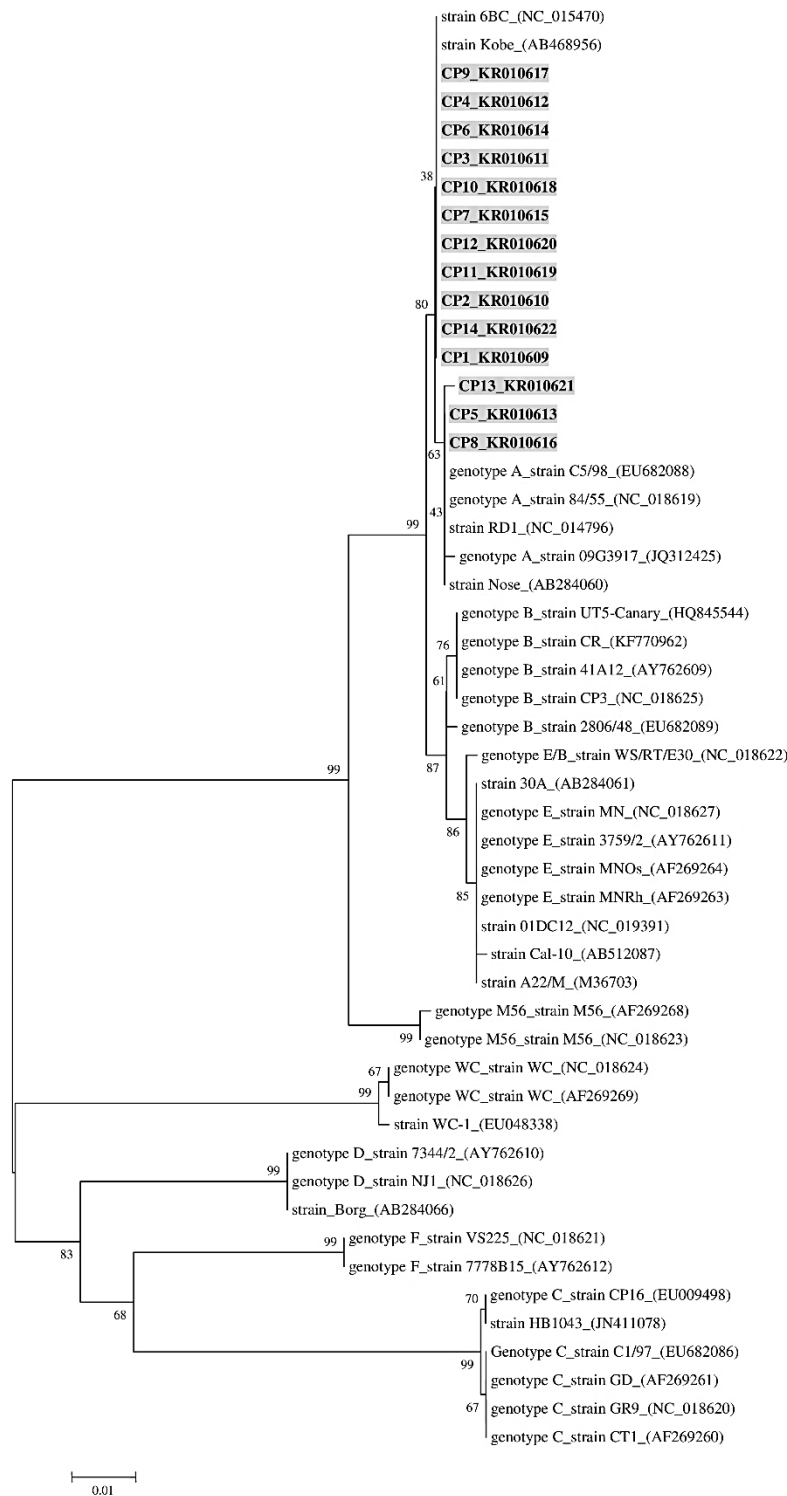 strain 6BC_(NC_015470)
strain Kobe_(AB468956)
CP9_KR010617
CP4_KR010612
CP6_KR010614
CP3_KR010611
38
CP10_KR010618
CP7_KR010615
CP12_KR010620
CP11_KR010619
CP2_KR010610
80
CP14_KR010622
CP1_KR010609
CP13_KR010621
CP5_KR010613
CP8_KR010616
63
genotype A_strain C5/98_(EU682088)
genotype A_strain 84/55_(NC_018619)
43
99
strain RD1_(NC_014796)
genotype A_strain 09G3917_(JQ312425)
strain Nose_(AB284060)
genotype B_strain UT5-Canary_(HQ845544)
76
genotype B_strain CR_(KF770962)
genotype B_strain 41A12_(AY762609)
61
genotype B_strain CP3_(NC_018625)
genotype B_strain 2806/48_(EU682089)
genotype E/B_strain WS/RT/E30_(NC_018622)
99
87
strain 30A_(AB284061)
genotype E_strain MN_(NC_018627)
86
genotype E_strain 3759/2_(AY762611)
genotype E_strain MNOs_(AF269264)
85
genotype E_strain MNRh_(AF269263)
strain 01DC12_(NC_019391)
strain Cal-10_(AB512087)
strain A22/M_(M36703)
genotype M56_strain M56_(AF269268)
99
genotype M56_strain M56_(NC_018623)
67
genotype WC_strain WC_(NC_018624)
99
genotype WC_strain WC_(AF269269)
strain WC-1_(EU048338)
genotype D_strain 7344/2_(AY762610)
99
genotype D_strain NJ1_(NC_018626)
strain_Borg_(AB284066)
99
genotype F_strain VS225_(NC_018621)
83
genotype F_strain 7778B15_(AY762612)
70
genotype C_strain CP16_(EU009498)
68
strain HB1043_(JN411078)
Genotype C_strain C1/97_(EU682086)
99
genotype C_strain GD_(AF269261)
67
genotype C_strain GR9_(NC_018620)
genotype C_strain CT1_(AF269260)
0.01